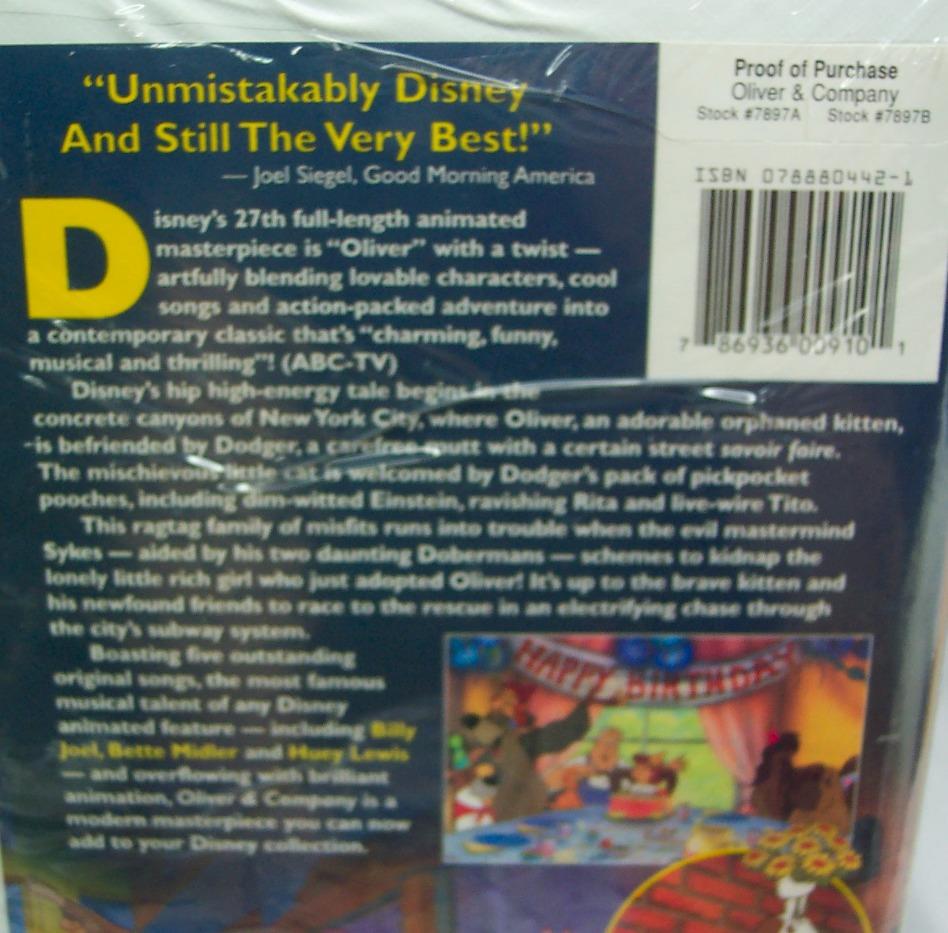 “Unmistakably Disney
And Still The Very Best!”
— Joel Siegel, Good Morning America
Proof of Purchase
Oliver & Company
Stock #7897A Stock #7897B
ISBN 078880442-1
7 86936 00910 1
Disney's 27th full-length animated
masterpiece is “Oliver” with a twist —
artfully blending lovable characters, cool
songs and action-packed adventure into
a contemporary classic that's “charming, funny,
musical and thrilling”! (ABC-TV)
Disney's hip high-energy tale begins in the
concrete canyons of New York City, where Oliver, an adorable orphaned kitten,
is befriended by Dodger, a carefree mutt with a certain street savoir faire.
The mischievous little cat is welcomed by Dodger's pack of pickpocket
pooches, including dim-witted Einstein, ravishing Rita and live-wire Tito.
This ragtag family of misfits runs into trouble when the evil mastermind
Sykes — aided by his two daunting Dobermans — schemes to kidnap the
lonely little rich girl who just adopted Oliver! It's up to the brave kitten and
his newfound friends to race to the rescue in an electrifying chase through
the city's subway system.
Boasting five outstanding
original songs, the most famous
musical talent of any Disney
animated feature — including Billy
Joel, Bette Midler and Huey Lewis
— and overflowing with brilliant
animation, Oliver & Company is a
modern masterpiece you can now
add to your Disney collection.
HAPPY BIRTHDAY